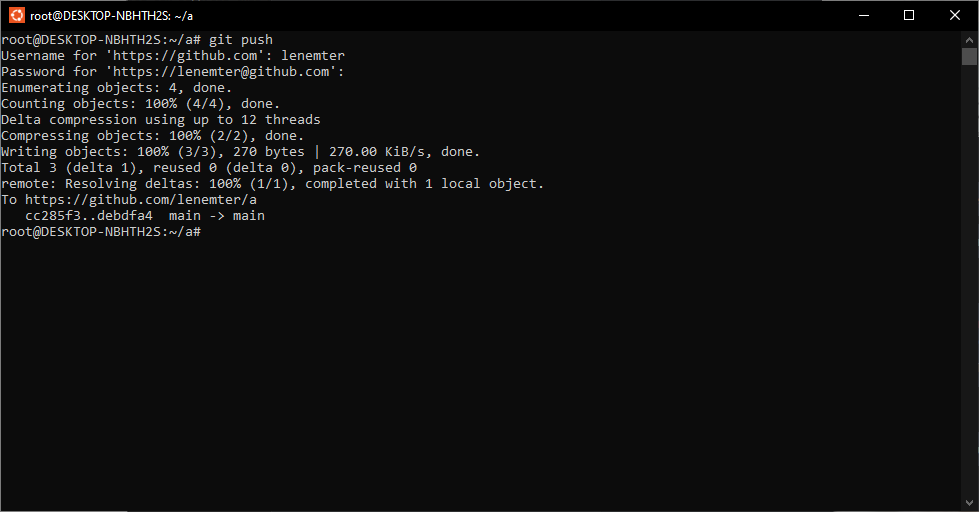 root@DESKTOP-NBHTH2S: ~/a
root@DESKTOP-NBHTH2S:~/a# git push
Username for 'https://github.com': lenemter
Password for 'https://lenemter@github.com':
Enumerating objects: 4, done.
Counting objects: 100% (4/4), done.
Delta compression using up to 12 threads
Compressing objects: 100% (2/2), done.
Writing objects: 100% (3/3), 270 bytes | 270.00 KiB/s, done.
Total 3 (delta 1), reused 0 (delta 0), pack-reused 0
remote: Resolving deltas: 100% (1/1), completed with 1 local object.
To https://github.com/lenemter/a
   cc285f3..debdfa4  main -> main
root@DESKTOP-NBHTH2S:~/a#